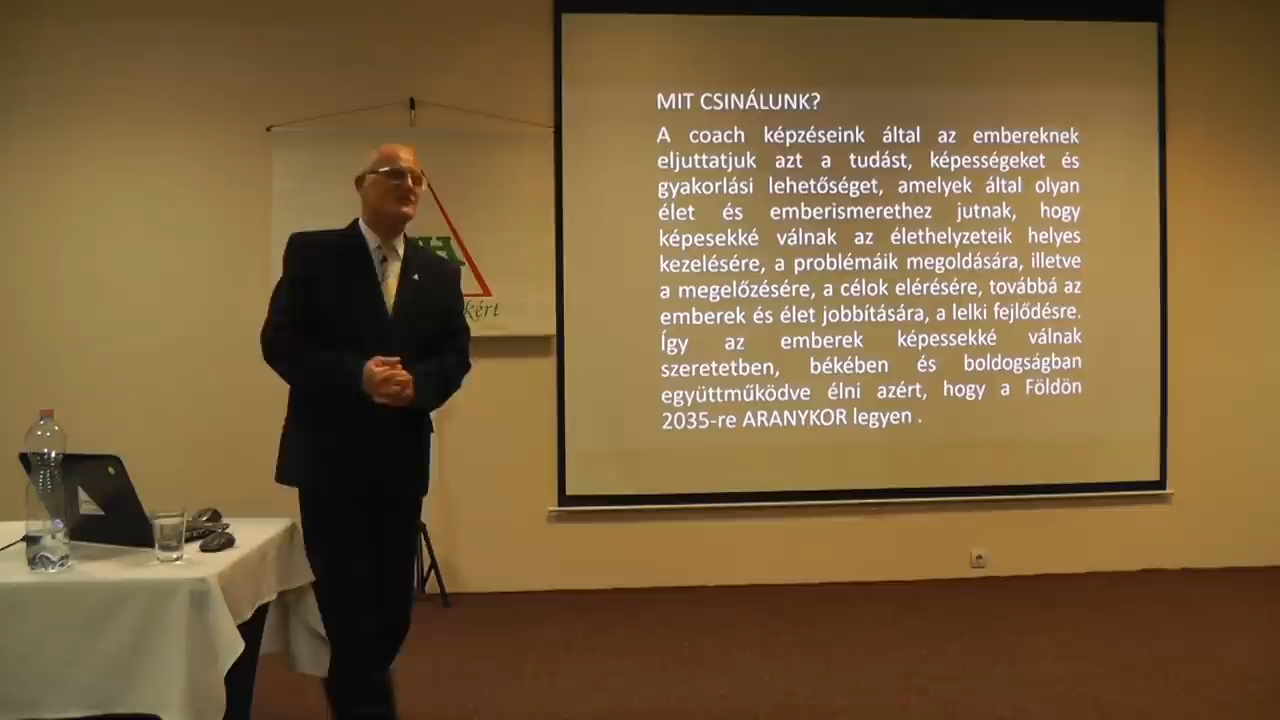 MIT CSINÁLUNK?
A coach képzéseink által az embereknek
eljuttatjuk azt a tudást, képességeket és
gyakorlási lehetőséget, amelyek által olyan
élet és emberismerethez jutnak, hogy
képesekké válnak az élethelyzeteik helyes
kezelésére, a problémáik megoldására, illetve
a megelőzésére, a célok elérésére, továbbá az
emberek és élet jobbítására, a lelki fejlődésre.
Így az emberek képessekké válnak
szeretetben, békében és boldogságban
együttműködve élni azért, hogy a Földön
2035-re ARANYKOR legyen .